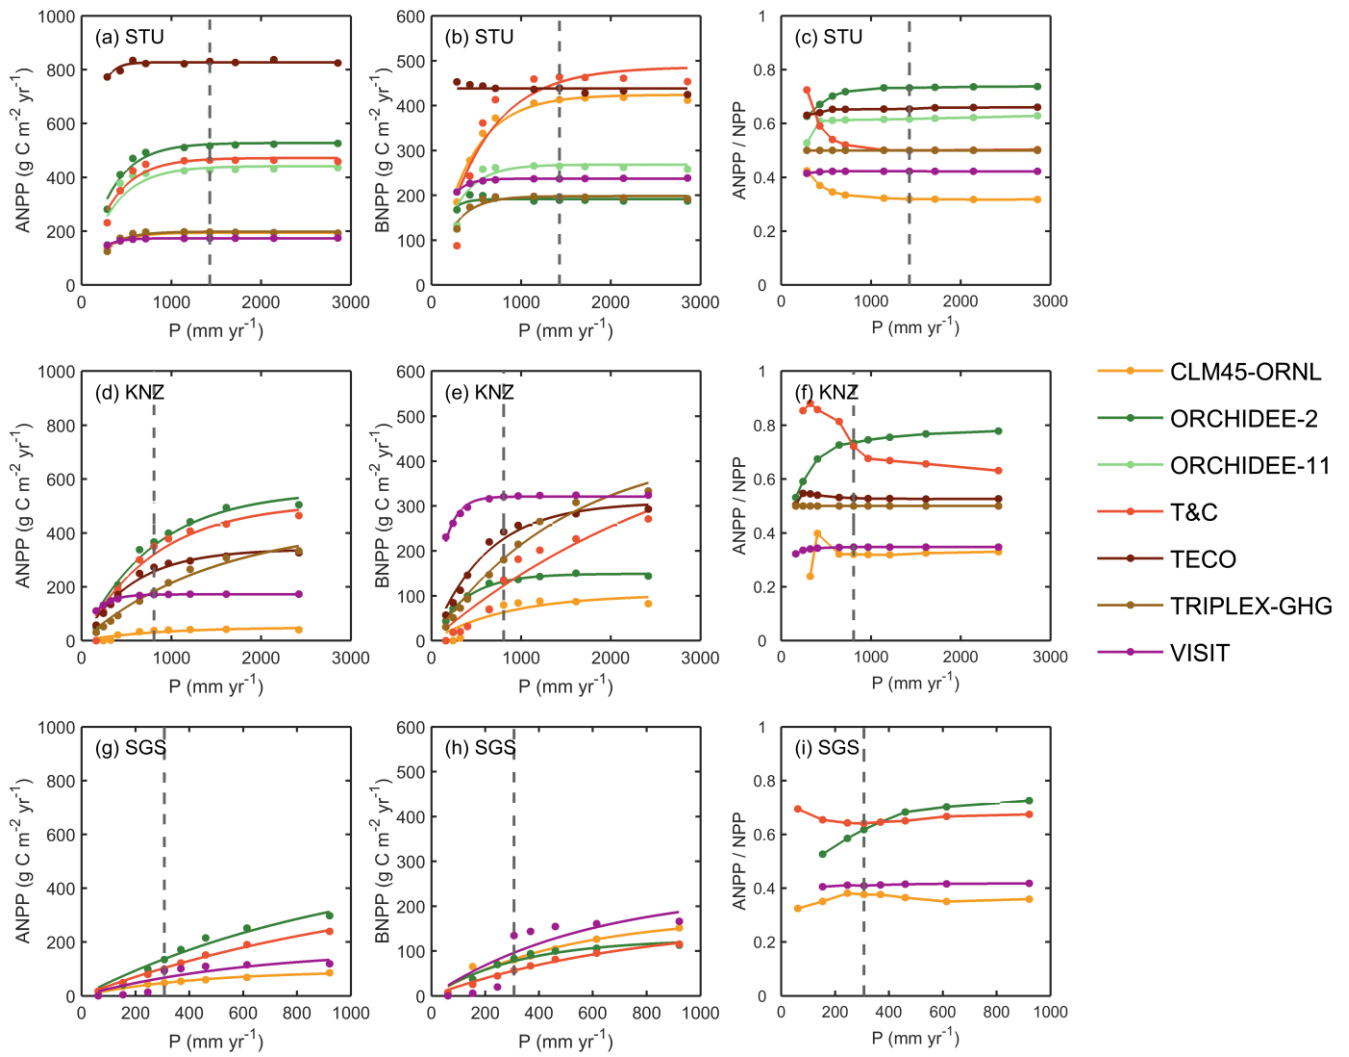 (a) STU
ANPP (g C m-2 yr-1)
1000
800
600
400
200
0
0 1000 2000 3000
P (mm yr-1)
(b) STU
BNPP (g C m-2 yr-1)
600
500
400
300
200
100
0
0 1000 2000 3000
P (mm yr-1)
(c) STU
ANPP / NPP
1
0.8
0.6
0.4
0.2
0
0 1000 2000 3000
P (mm yr-1)
(d) KNZ
ANPP (g C m-2 yr-1)
1000
800
600
400
200
0
0 1000 2000 3000
P (mm yr-1)
(e) KNZ
BNPP (g C m-2 yr-1)
600
500
400
300
200
100
0
0 1000 2000 3000
P (mm yr-1)
(f) KNZ
ANPP / NPP
1
0.8
0.6
0.4
0.2
0
0 1000 2000 3000
P (mm yr-1)
CLM45-ORNL
ORCHIDEE-2
ORCHIDEE-11
T&C
TECO
TRIPLEX-GHG
VISIT
(g) SGS
ANPP (g C m-2 yr-1)
1000
800
600
400
200
0
0 200 400 600 800 1000
P (mm yr-1)
(h) SGS
BNPP (g C m-2 yr-1)
600
500
400
300
200
100
0
0 200 400 600 800 1000
P (mm yr-1)
(i) SGS
ANPP / NPP
1
0.8
0.6
0.4
0.2
0
0 200 400 600 800 1000
P (mm yr-1)